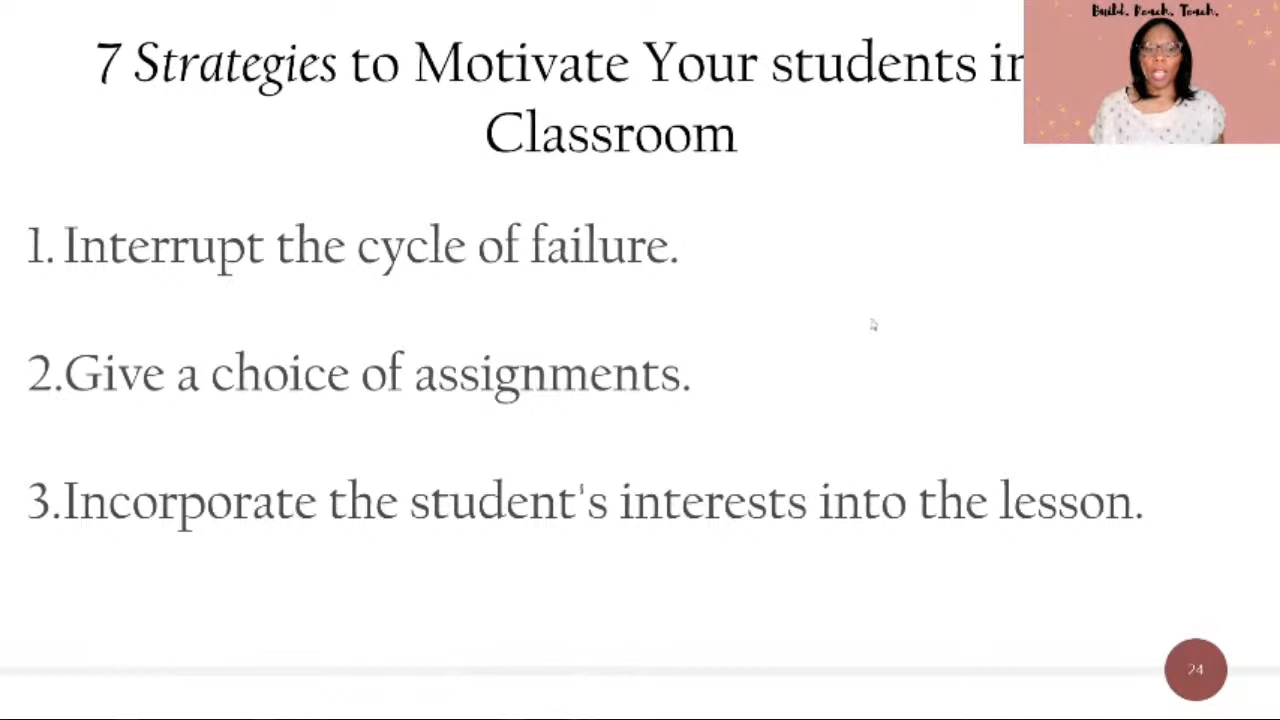 Build. Reach. Teach.
7 Strategies to Motivate Your students in
Classroom
1. Interrupt the cycle of failure.
2.Give a choice of assignments.
3.Incorporate the student's interests into the lesson.
24